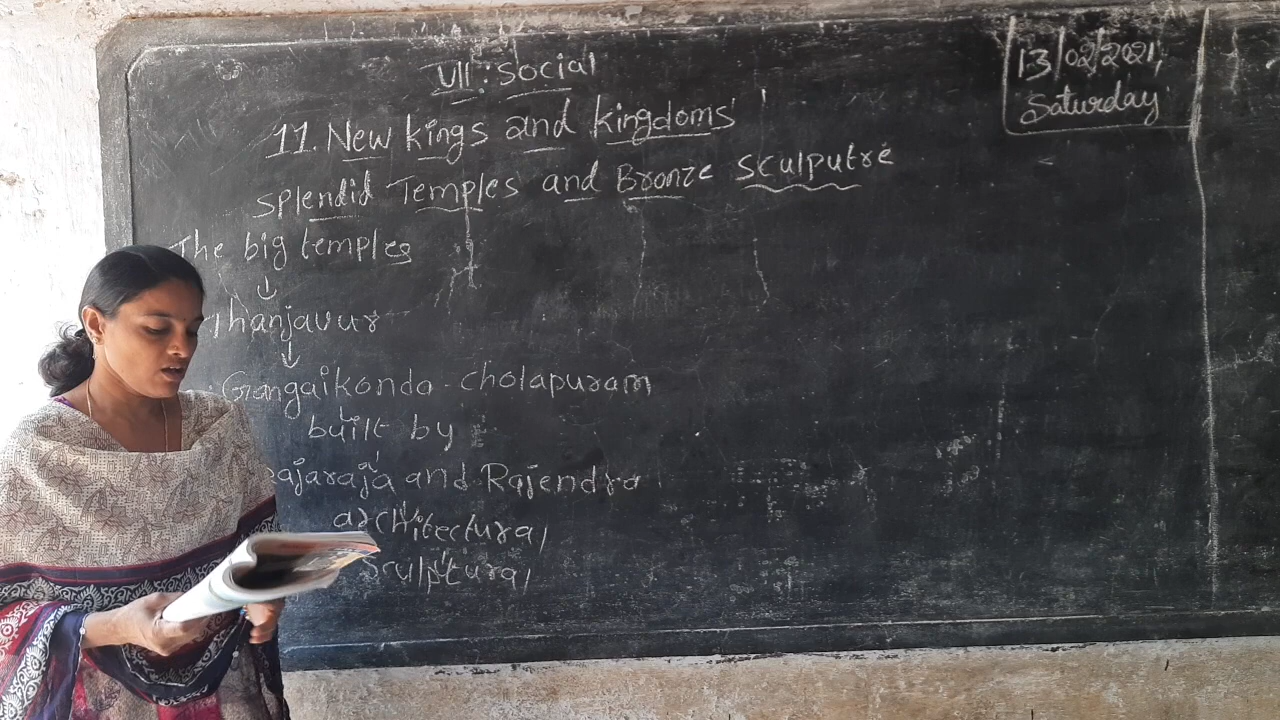 VII : Social
13/02/2021,
Saturday
11. New kings and kingdoms'
splendid Temples and Bronze sculputre
The big temples
↓
Thanjavur
↓
Gangaikonda - cholapuram
built by
Rajaraja and Rajendra
architectural
Sculptural